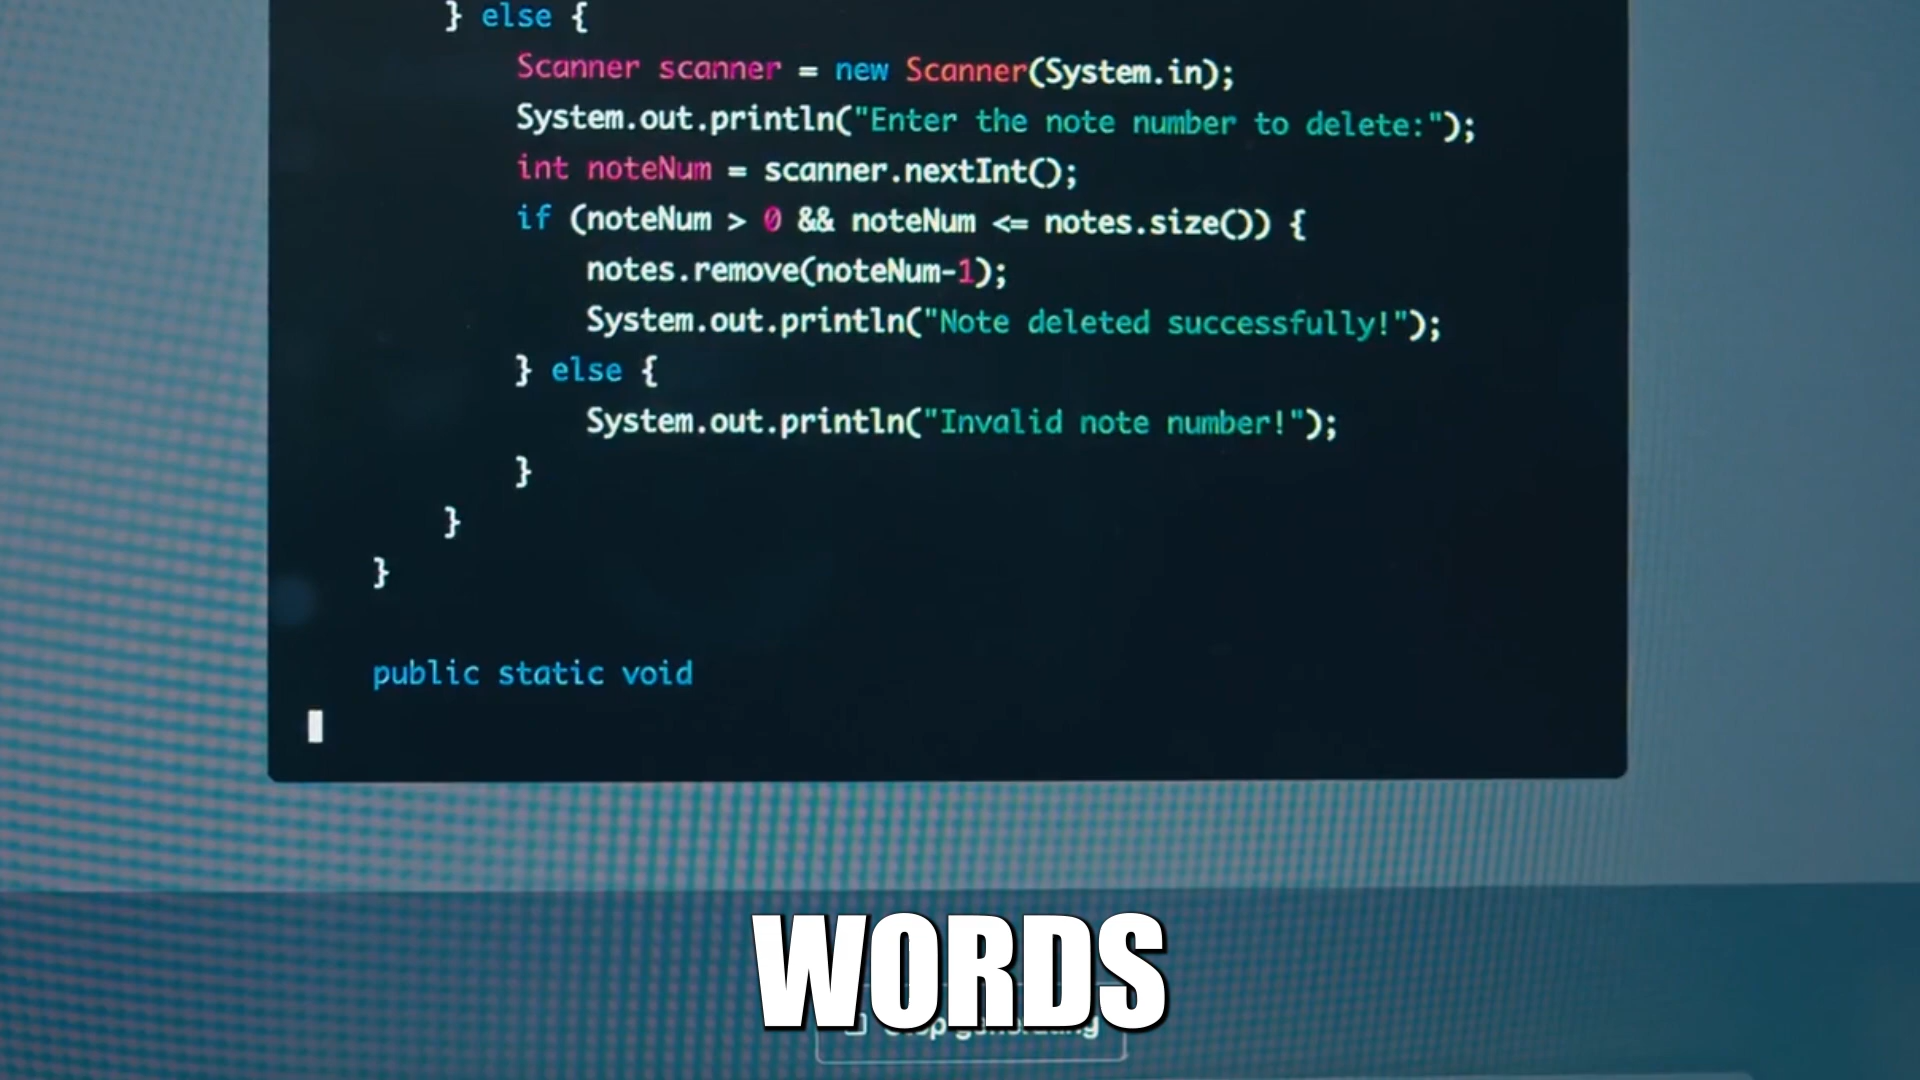 } else {
Scanner scanner = new Scanner(System.in);
System.out.println("Enter the note number to delete:");
int noteNum = scanner.nextInt();
if (noteNum > 0 && noteNum <= notes.size()) {
notes.remove(noteNum-1);
System.out.println("Note deleted successfully!");
} else {
System.out.println("Invalid note number!");
}
}
}
public static void
WORDS